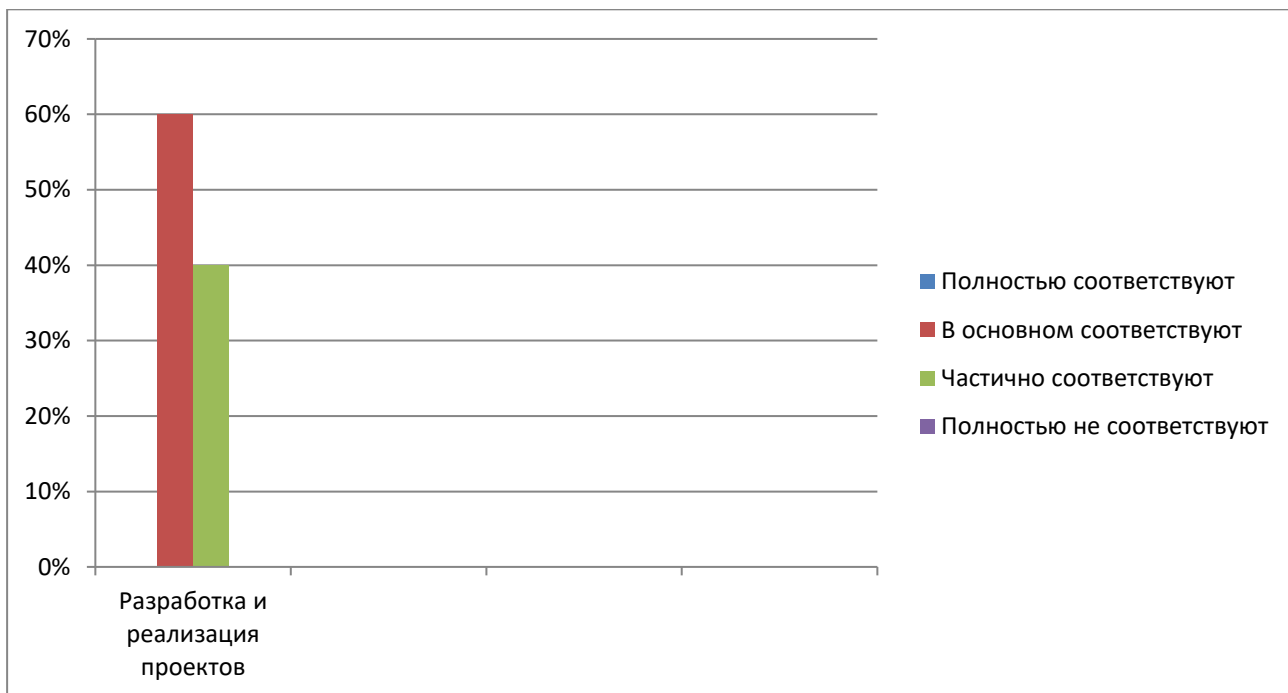 70%
60%
50%
40%
30%
20%
10%
0%
Разработка и
реализация
проектов
Полностью соответствуют
В основном соответствуют
Частично соответствуют
Полностью не соответствуют